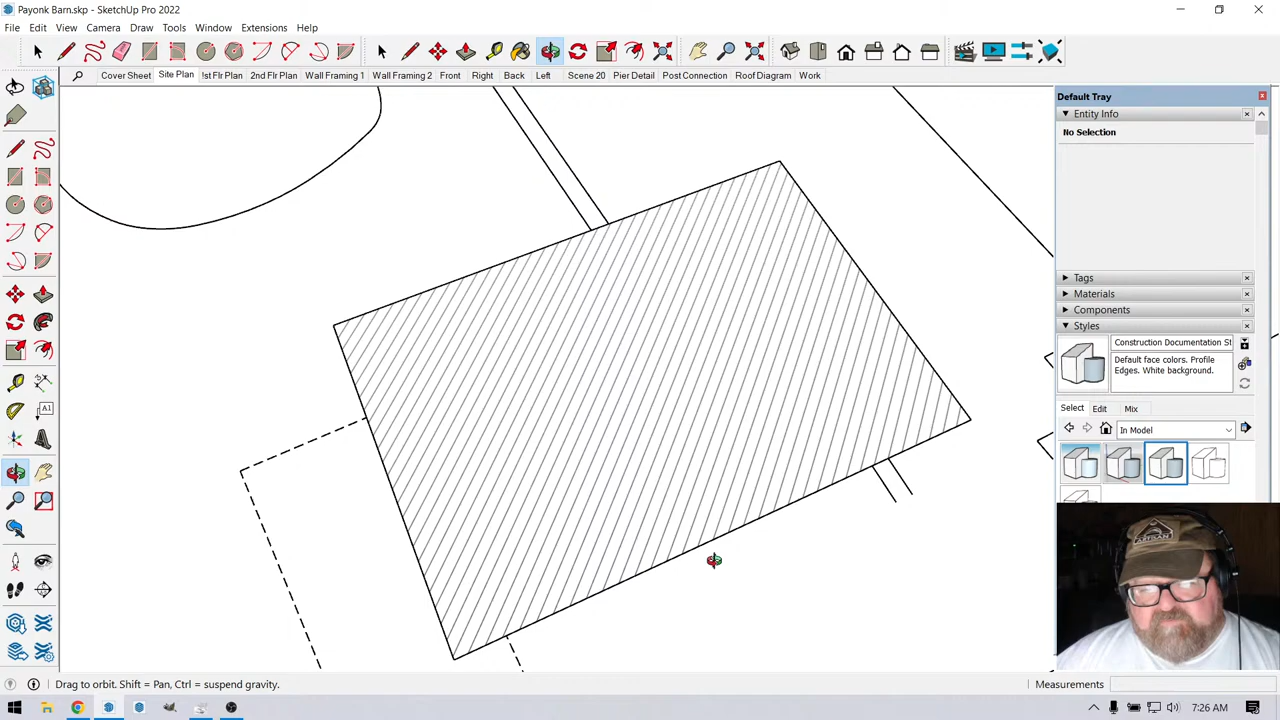 Payonk Barn.skp - SketchUp Pro 2022
File Edit View Camera Draw Tools Window Extensions Help
Cover Sheet Site Plan !st Flr Plan 2nd Flr Plan Wall Framing 1 Wall Framing 2 Front Right Back Left Scene 20 Pier Detail Post Connection Roof Diagram Work
Default Tray
Entity Info
No Selection
Tags
Materials
Components
Styles
Construction Documentation St
Default face colors. Profile
Edges. White background.
Select Edit Mix
In Model
A1
ARTISAN
Drag to orbit. Shift = Pan, Ctrl = suspend gravity.
Measurements
7:26 AM